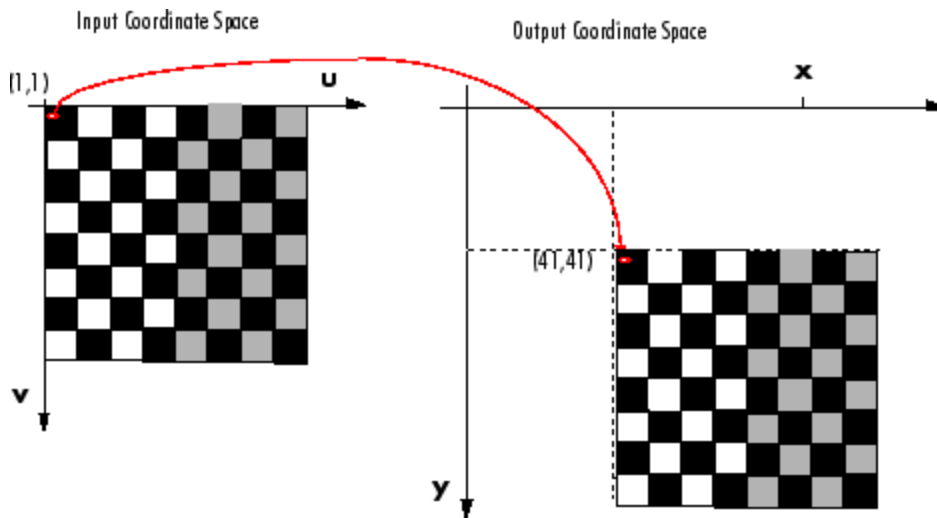 Input Coordinate Space
Output Coordinate Space
(1,1)
u
x
(41,41)
v
y